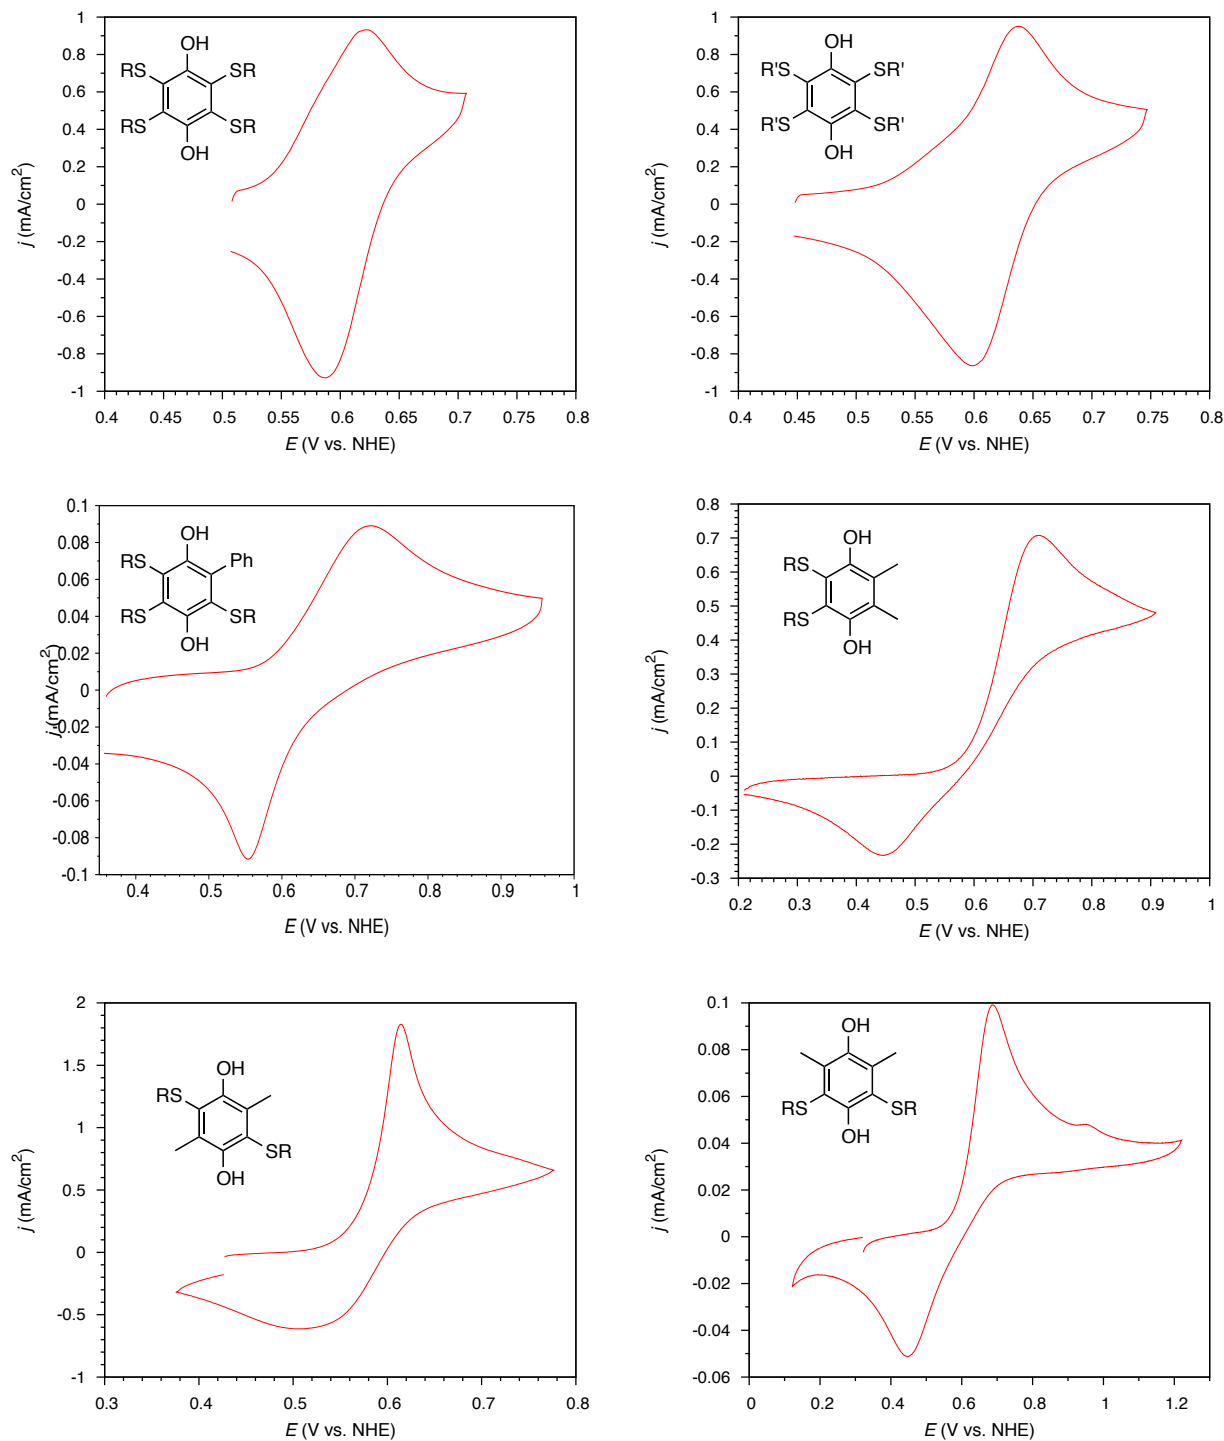 1
0.8
0.6
0.4
0.2
0
-0.2
-0.4
-0.6
-0.8
-1
0.4 0.45 0.5 0.55 0.6 0.65 0.7 0.75 0.8
j (mA/cm2)
E (V vs. NHE)
OH
RS SR
RS SR
OH
1
0.8
0.6
0.4
0.2
0
-0.2
-0.4
-0.6
-0.8
-1
0.4 0.45 0.5 0.55 0.6 0.65 0.7 0.75 0.8
j (mA/cm2)
E (V vs. NHE)
OH
R'S SR'
R'S SR'
OH
0.1
0.08
0.06
0.04
0.02
0
-0.02
-0.04
-0.06
-0.08
-0.1
0.4 0.5 0.6 0.7 0.8 0.9 1
j (mA/cm2)
E (V vs. NHE)
OH
RS Ph
RS SR
OH
0.8
0.7
0.6
0.5
0.4
0.3
0.2
0.1
0
-0.1
-0.2
-0.3
0.2 0.3 0.4 0.5 0.6 0.7 0.8 0.9 1
j (mA/cm2)
E (V vs. NHE)
OH
RS
RS
OH
2
1.5
1
0.5
0
-0.5
-1
0.3 0.4 0.5 0.6 0.7 0.8
j (mA/cm2)
E (V vs. NHE)
OH
RS
SR
OH
0.1
0.08
0.06
0.04
0.02
0
-0.02
-0.04
-0.06
0 0.2 0.4 0.6 0.8 1 1.2
j (mA/cm2)
E (V vs. NHE)
OH
RS SR
OH